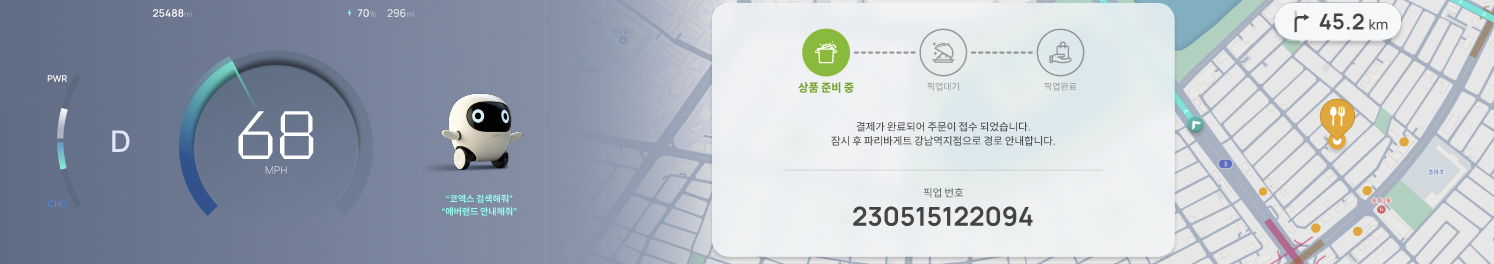 25488mi
70% 296mi
PWR
D
68
MPH
CHG
"코엑스 검색해줘"
"애버랜드 안내해줘"
상품 준비 중
픽업대기
픽업완료
결제가 완료되어 주문이 접수 되었습니다.
잠시 후 파리바게트 강남역지점으로 경로 안내합니다.
픽업 번호
230515122094
45.2 km
3